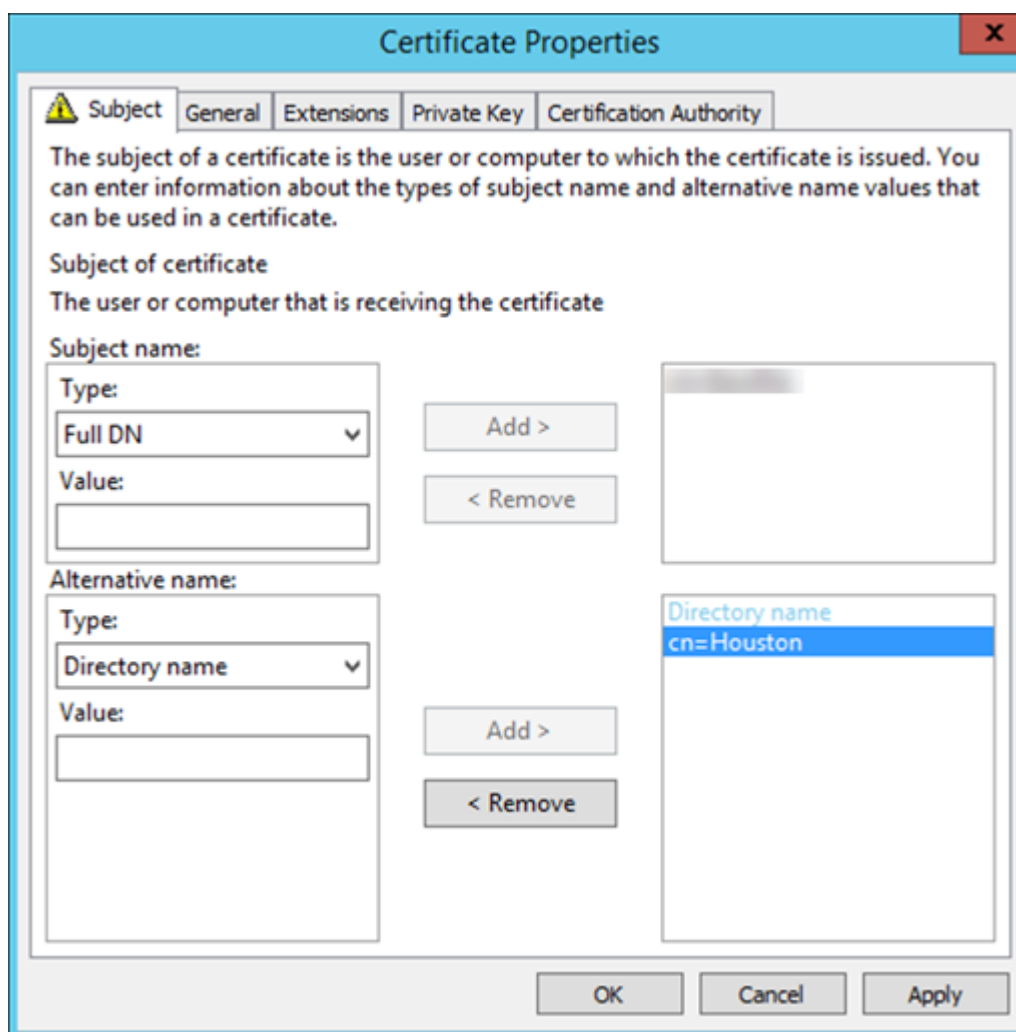 Certificate Properties
x
Subject General Extensions Private Key Certification Authority
The subject of a certificate is the user or computer to which the certificate is issued. You
can enter information about the types of subject name and alternative name values that
can be used in a certificate.
Subject of certificate
The user or computer that is receiving the certificate
Subject name:
Type:
Full DN
Value:
Add >
< Remove
Alternative name:
Type:
Directory name
Value:
Add >
< Remove
Directory name
cn=Houston
OK Cancel Apply